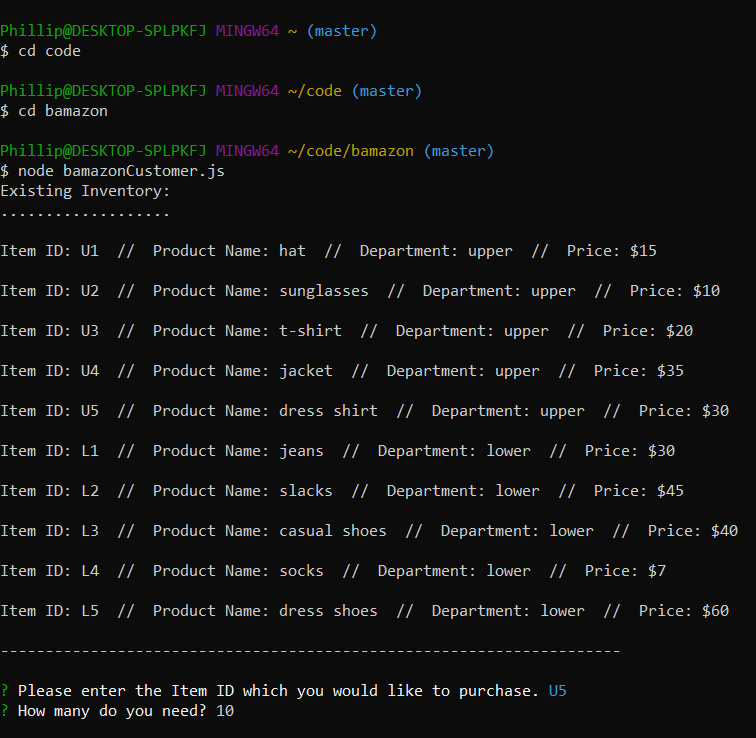 Phillip@DESKTOP-SPLPKFJ MINGW64 ~ (master)
$ cd code
Phillip@DESKTOP-SPLPKFJ MINGW64 ~/code (master)
$ cd bamazon
Phillip@DESKTOP-SPLPKFJ MINGW64 ~/code/bamazon (master)
$ node bamazonCustomer.js
Existing Inventory:
...................
Item ID: U1  //  Product Name: hat  //  Department: upper  //  Price: $15
Item ID: U2  //  Product Name: sunglasses  //  Department: upper  //  Price: $10
Item ID: U3  //  Product Name: t-shirt  //  Department: upper  //  Price: $20
Item ID: U4  //  Product Name: jacket  //  Department: upper  //  Price: $35
Item ID: U5  //  Product Name: dress shirt  //  Department: upper  //  Price: $30
Item ID: L1  //  Product Name: jeans  //  Department: lower  //  Price: $30
Item ID: L2  //  Product Name: slacks  //  Department: lower  //  Price: $45
Item ID: L3  //  Product Name: casual shoes  //  Department: lower  //  Price: $40
Item ID: L4  //  Product Name: socks  //  Department: lower  //  Price: $7
Item ID: L5  //  Product Name: dress shoes  //  Department: lower  //  Price: $60
---------------------------------------------------------------------
? Please enter the Item ID which you would like to purchase. U5
? How many do you need? 10